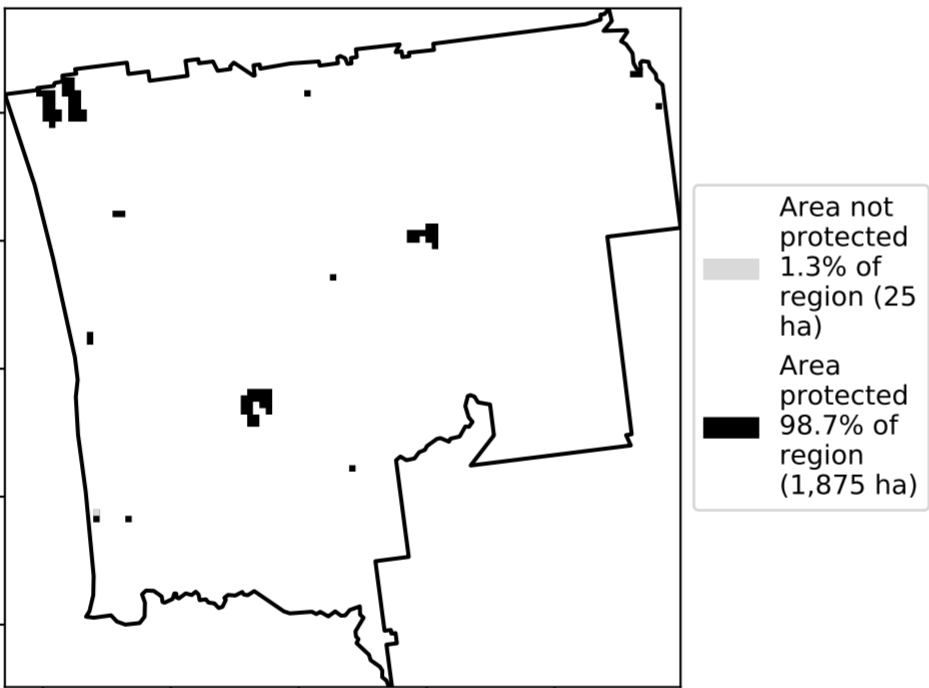 Area not
protected
1.3% of
region (25
ha)
Area
protected
98.7% of
region
(1,875 ha)